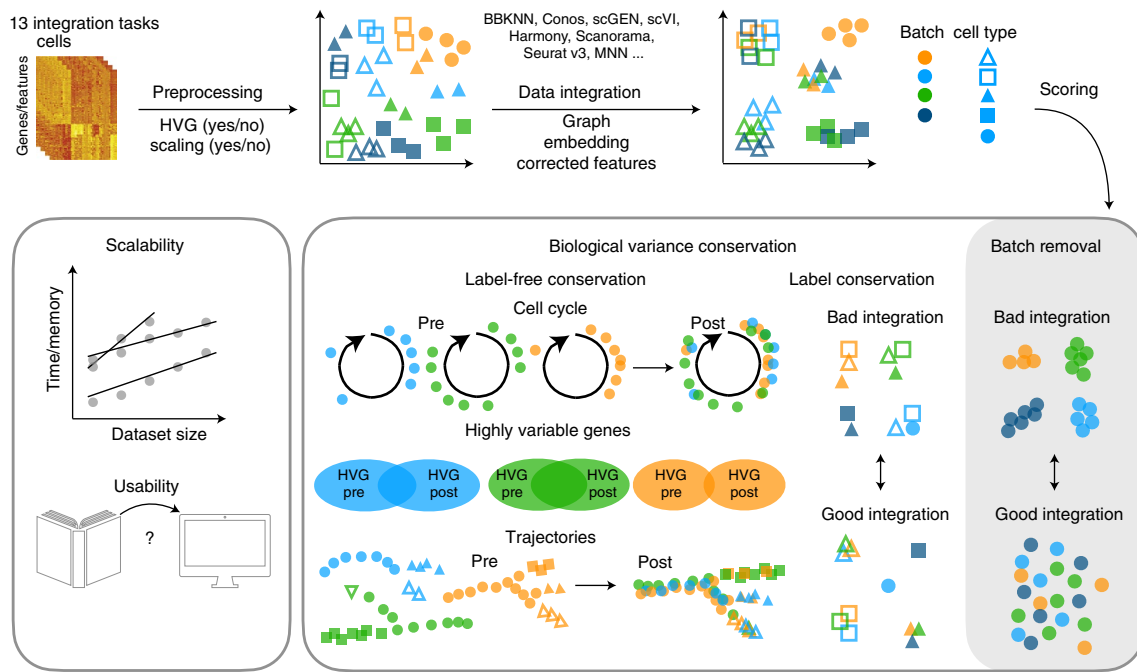 13 integration tasks
cells
Genes/features
Preprocessing
HVG (yes/no)
scaling (yes/no)
BBKNN, Conos, scGEN, scVI,
Harmony, Scanorama,
Seurat v3, MNN ...
Data integration
Graph
embedding
corrected features
Batch
cell type
Scoring
Scalability
Time/memory
Dataset size
Usability
?
Biological variance conservation
Label-free conservation
Cell cycle
Pre
Post
Highly variable genes
HVG
pre
HVG
post
HVG
pre
HVG
post
HVG
pre
HVG
post
Trajectories
Pre
Post
Label conservation
Bad integration
Good integration
Batch removal
Bad integration
Good integration